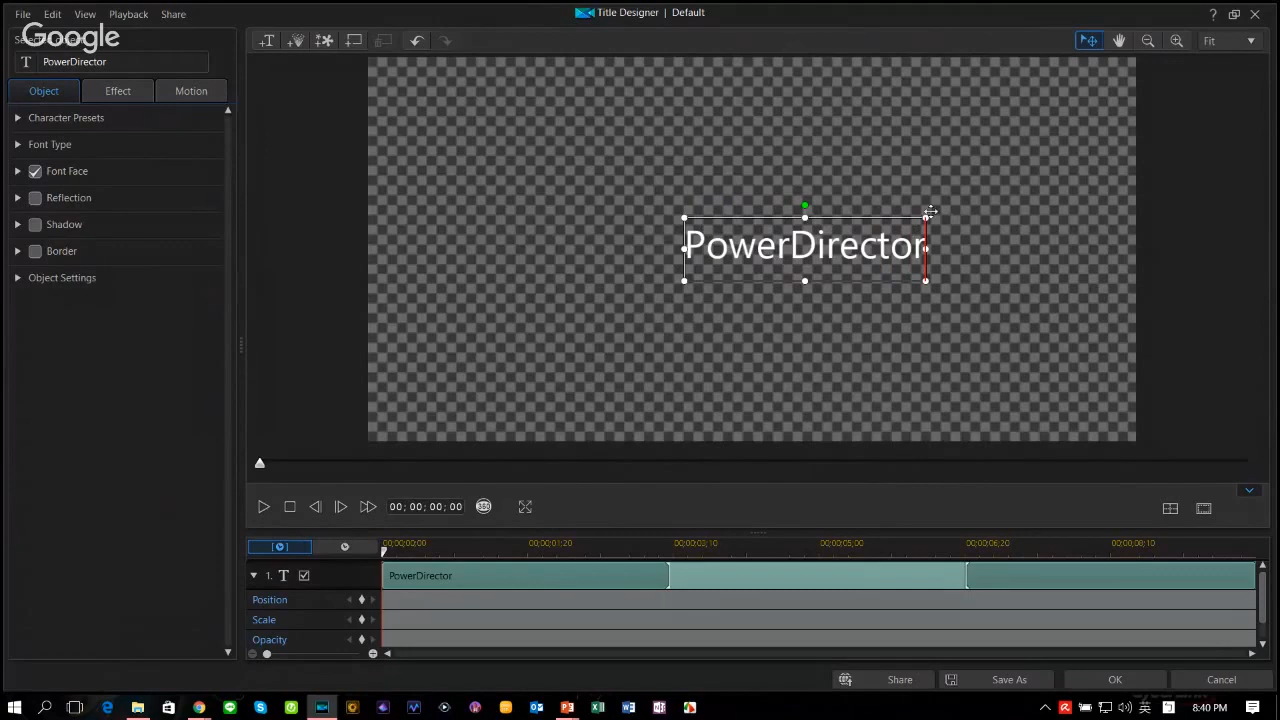 File Edit View Playback Share
Title Designer | Default
Google
PowerDirector
Fit
Object Effect Motion
Character Presets
Font Type
Font Face
Reflection
Shadow
Border
Object Settings
PowerDirector
00; 00; 00; 00
360
00;00;00;00 00;00;01;20 00;00;03;10 00;00;05;00 00;00;06;20 00;00;08;10
1. T PowerDirector
Position
Scale
Opacity
Share Save As OK Cancel
英 8:40 PM